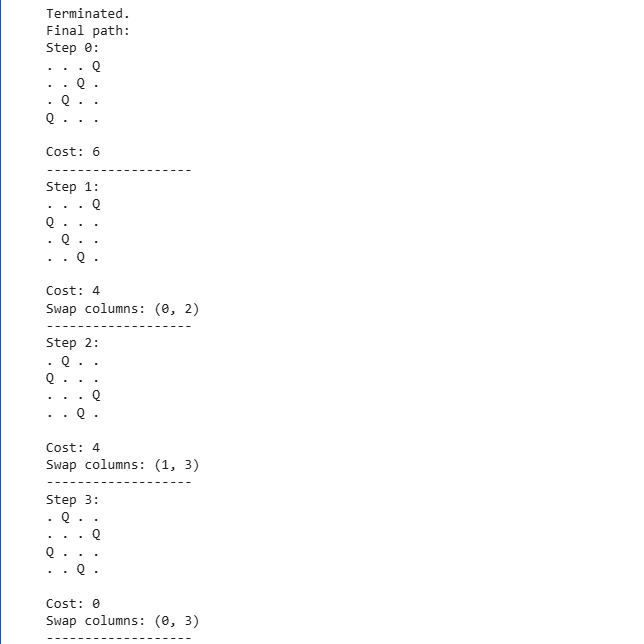 Terminated.
Final path:
Step 0:
. . . Q
. . Q .
. Q . .
Q . . .
Cost: 6
-------------------
Step 1:
. . . Q
Q . . .
. Q . .
. . Q .
Cost: 4
Swap columns: (0, 2)
-------------------
Step 2:
. Q . .
Q . . .
. . . Q
. . Q .
Cost: 4
Swap columns: (1, 3)
-------------------
Step 3:
. Q . .
. . . Q
Q . . .
. . Q .
Cost: 0
Swap columns: (0, 3)
-------------------